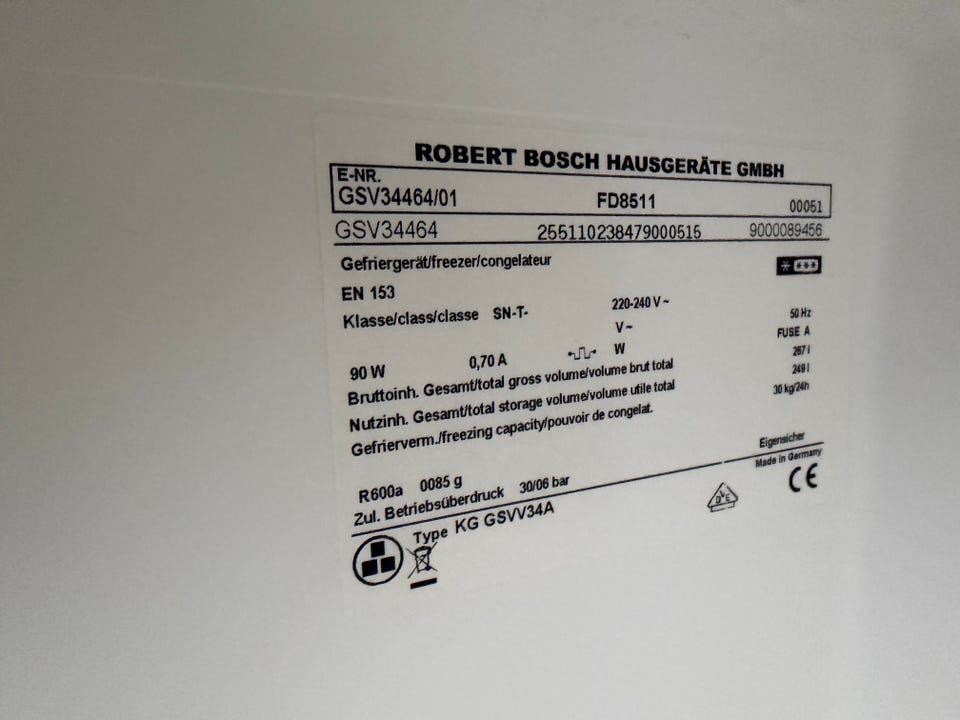 ROBERT BOSCH HAUSGERÄTE GMBH
E-NR.
GSV34464/01 FD8511 00051
GSV34464 255110238479000515 9000089456
Gefriergerät/freezer/congelateur
EN 153
Klasse/class/classe SN-T- 220-240 V ~ 50 Hz
V ~ FUSE A
90 W 0,70 A W
Bruttoinh. Gesamt/total gross volume/volume brut total 267 l
Nutzinh. Gesamt/total storage volume/volume utile total 249 l
Gefrierverm./freezing capacity/pouvoir de congelat. 30 kg/24h
R600a 0085 g Eigensicher
Zul. Betriebsüberdruck 30/06 bar Made in Germany
Type KG GSVV34A DVE CE